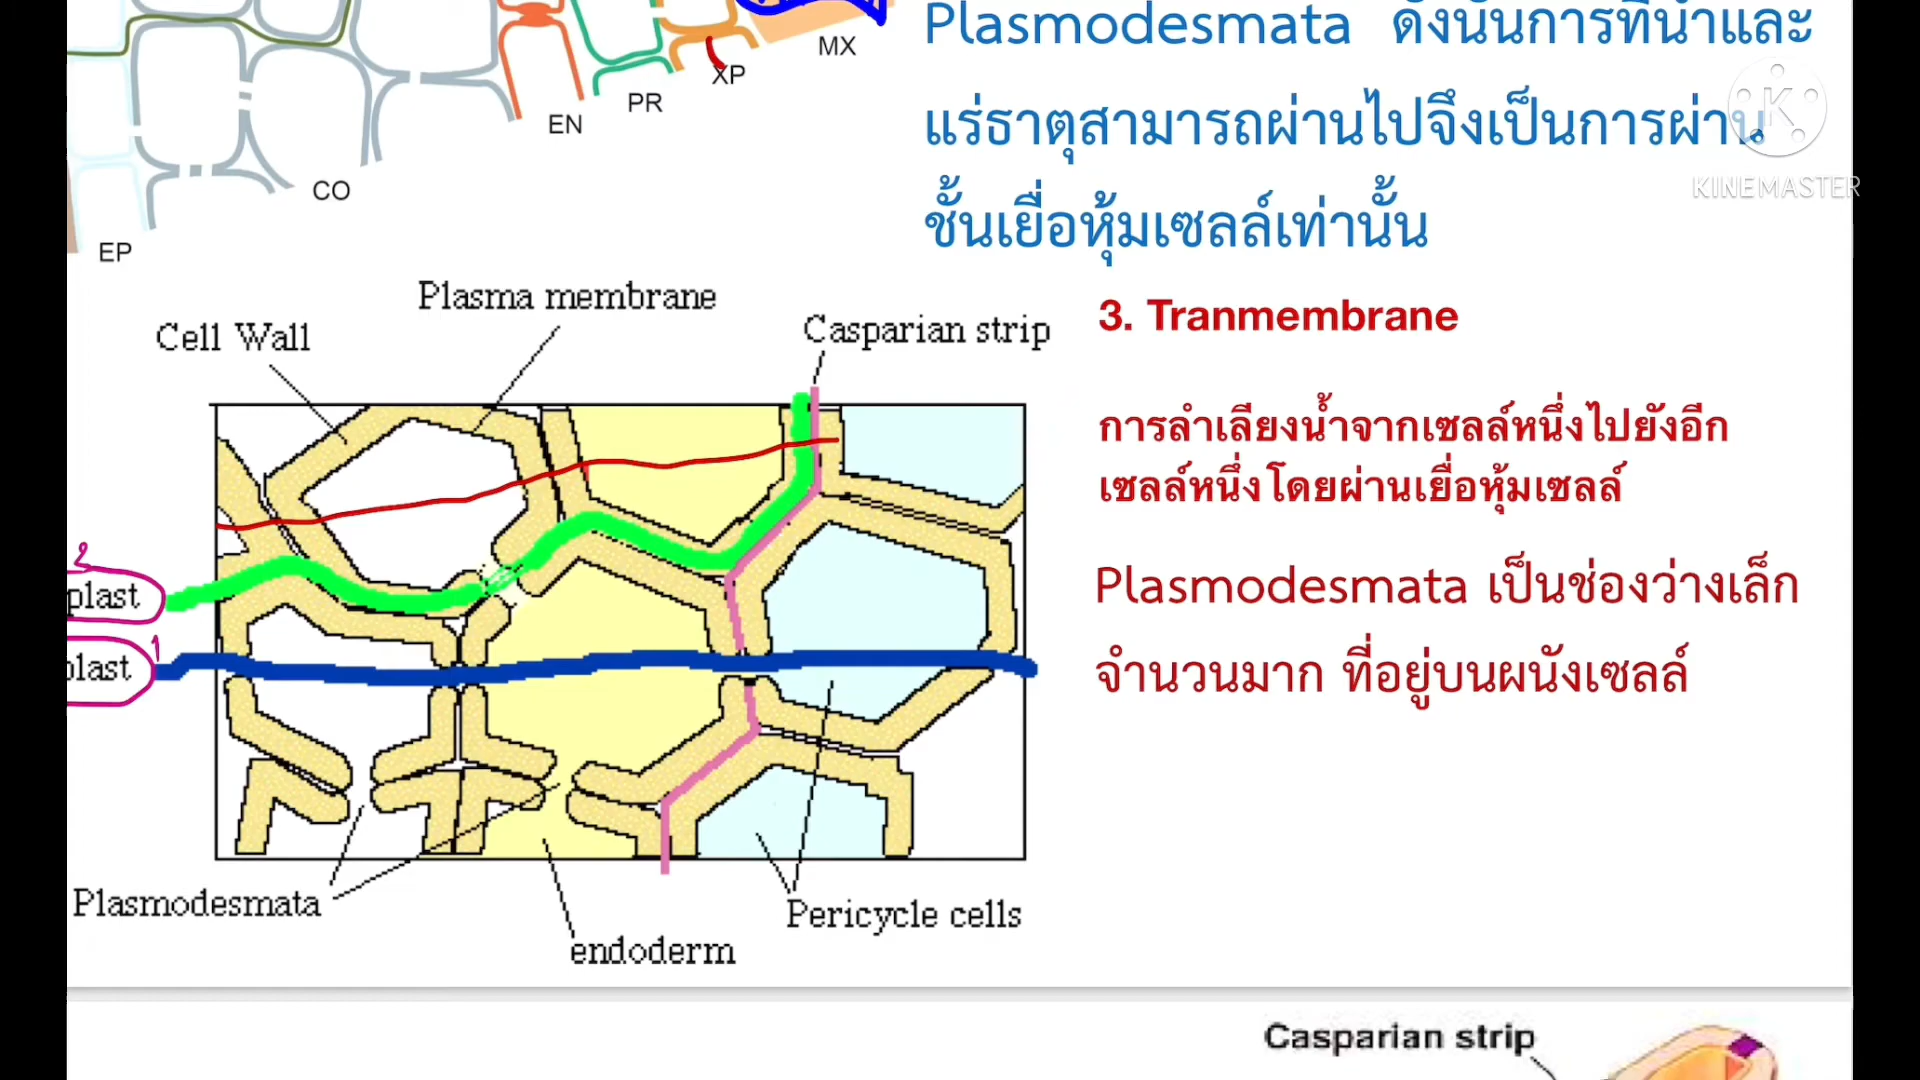 Plasmodesmata ดังนั้นการที่น้ำและ
แร่ธาตุสามารถผ่านไปจึงเป็นการผ่าน
ชั้นเยื่อหุ้มเซลล์เท่านั้น
KINEMASTER
MX
XP
PR
EN
CO
EP
Plasma membrane
Cell Wall
Casparian strip
plast
plast
Plasmodesmata
endoderm
Pericycle cells
3. Tranmembrane
การลำเลียงน้ำจากเซลล์หนึ่งไปยังอีก
เซลล์หนึ่งโดยผ่านเยื่อหุ้มเซลล์
Plasmodesmata เป็นช่องว่างเล็ก
จำนวนมาก ที่อยู่บนผนังเซลล์
Casparian strip